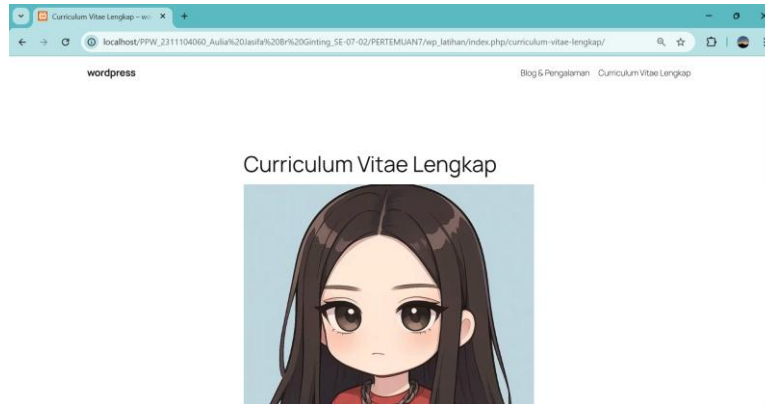 Curriculum Vitae Lengkap – wo
localhost/PPW_2311104060_Aulia%20Jasifa%20Br%20Ginting_SE-07-02/PERTEMUAN7/wp_latihan/index.php/curriculum-vitae-lengkap/
wordpress
Blog & Pengalaman Curriculum Vitae Lengkap
Curriculum Vitae Lengkap